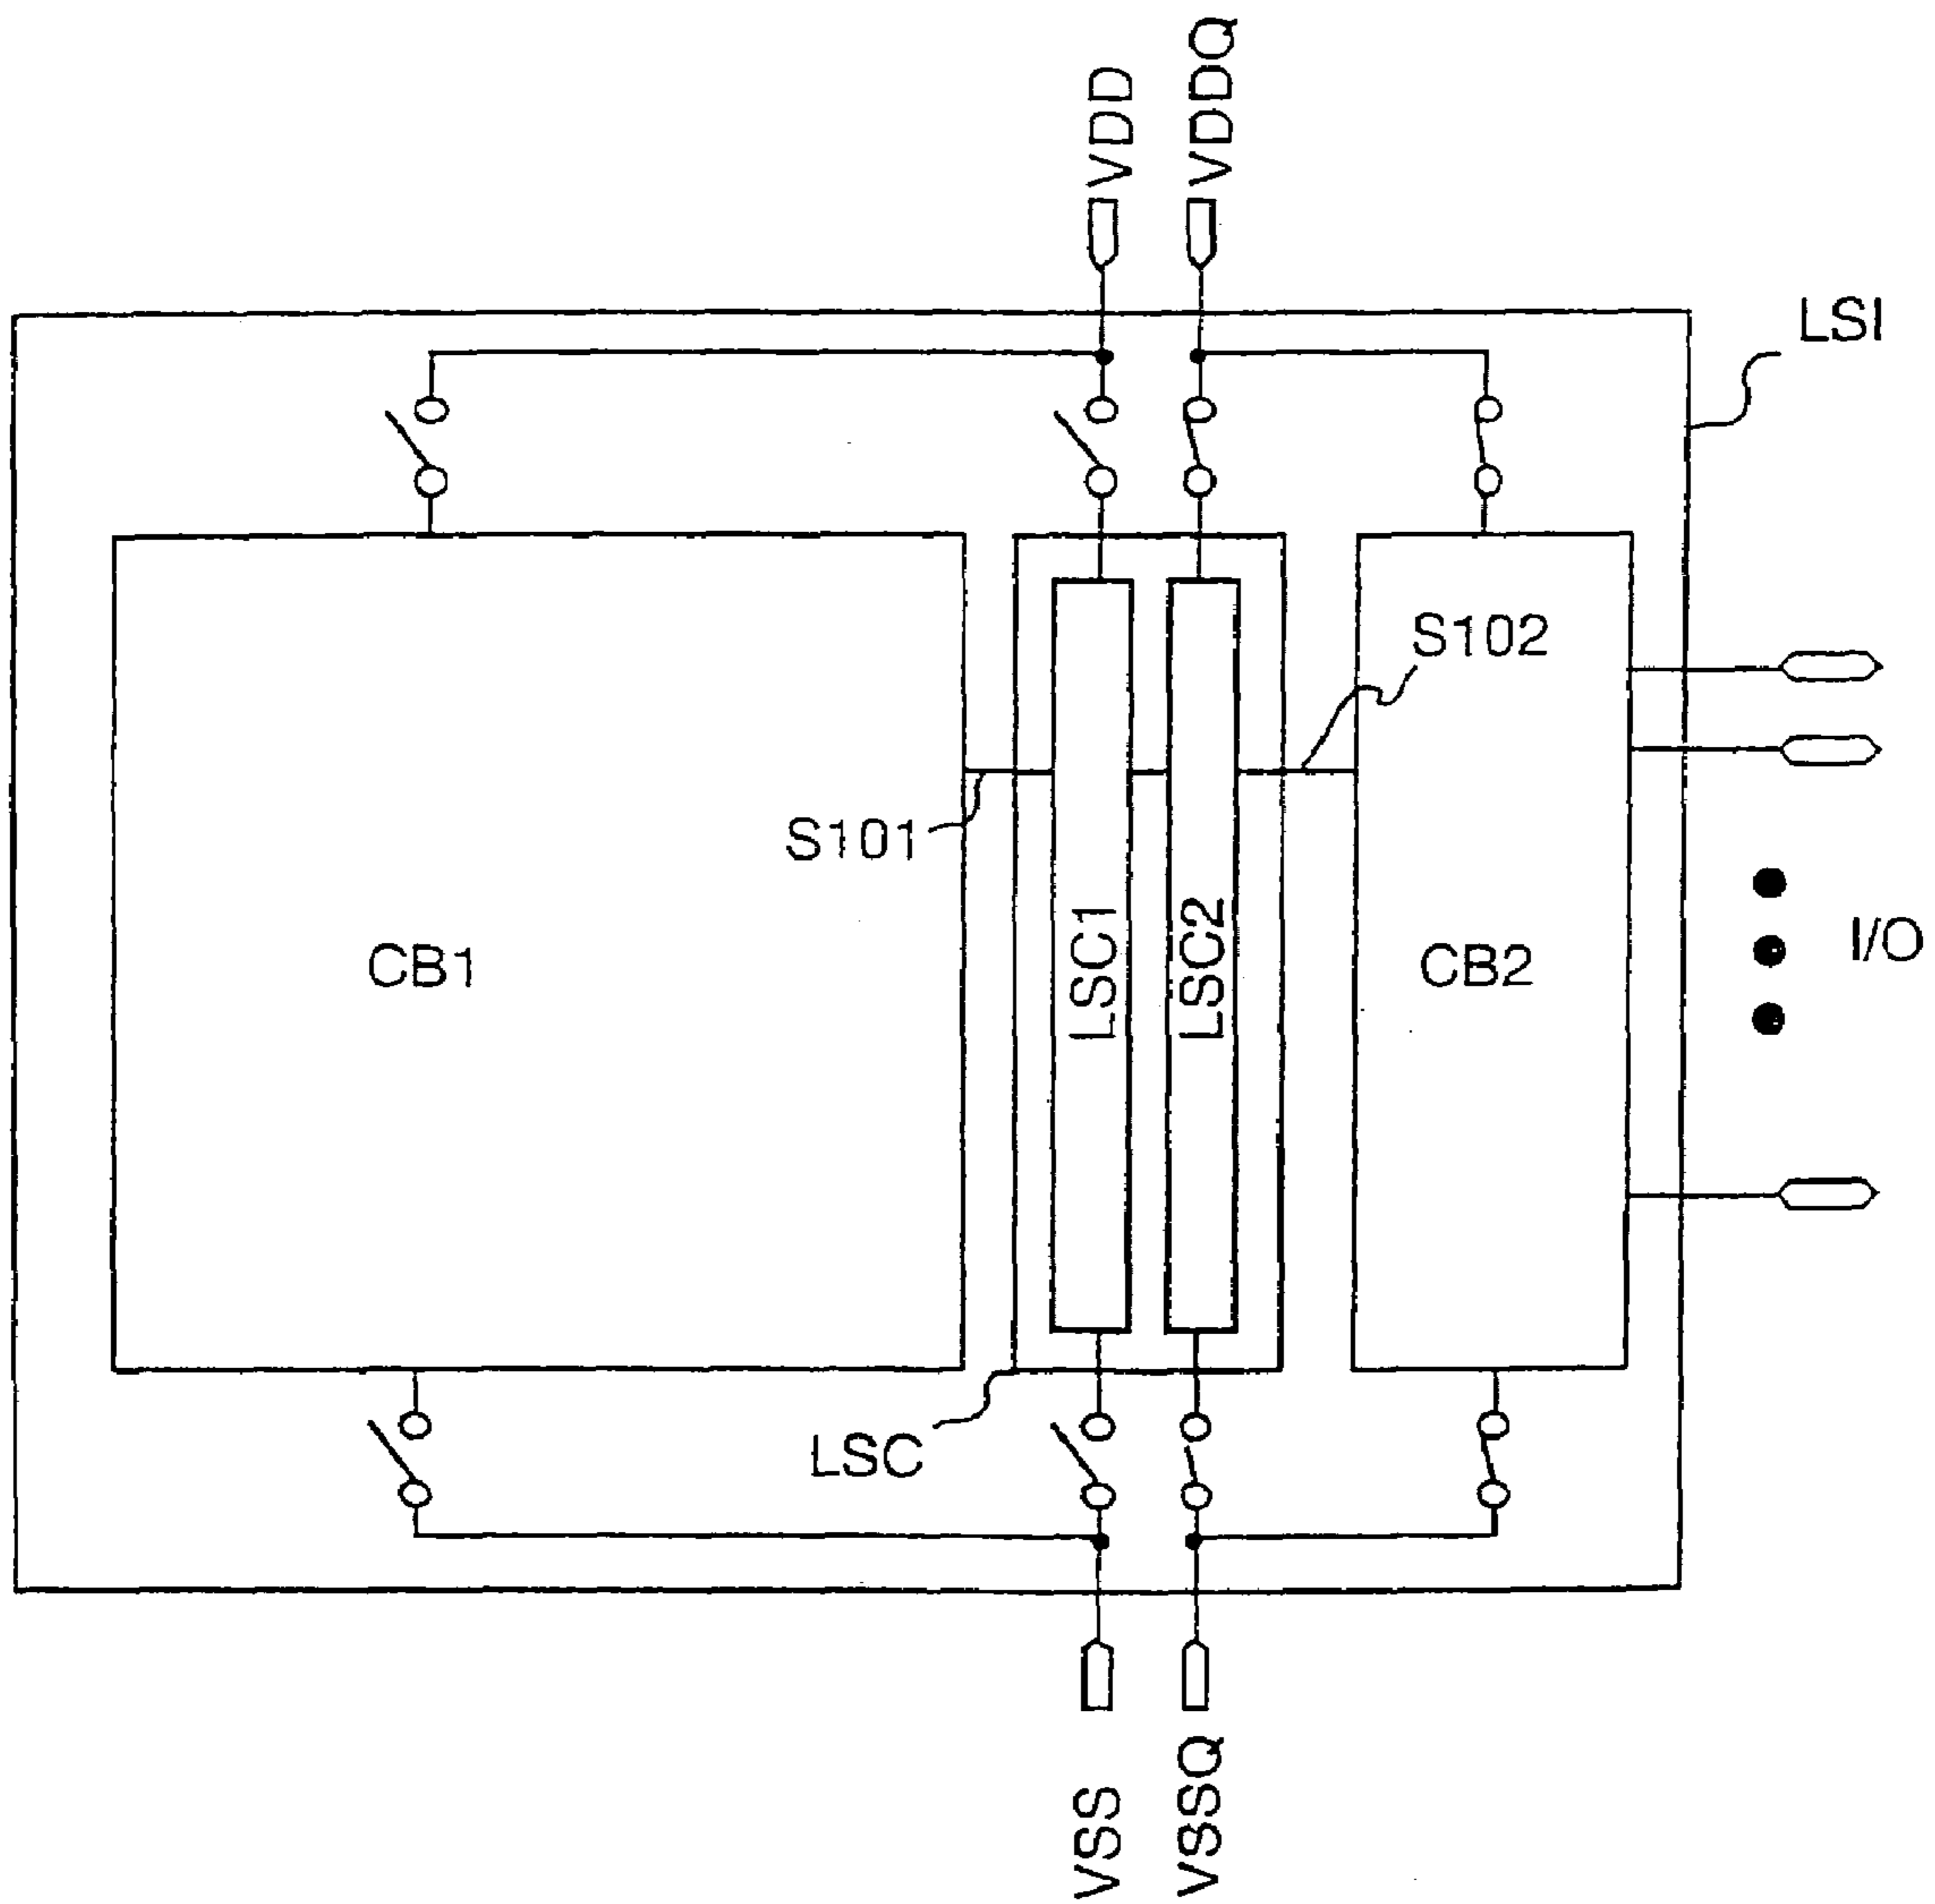 VDD
VDDQ
LSI
S102
S101
CB1
LSC1
LSC2
CB2
I/O
LSC
VSS
VSSQ